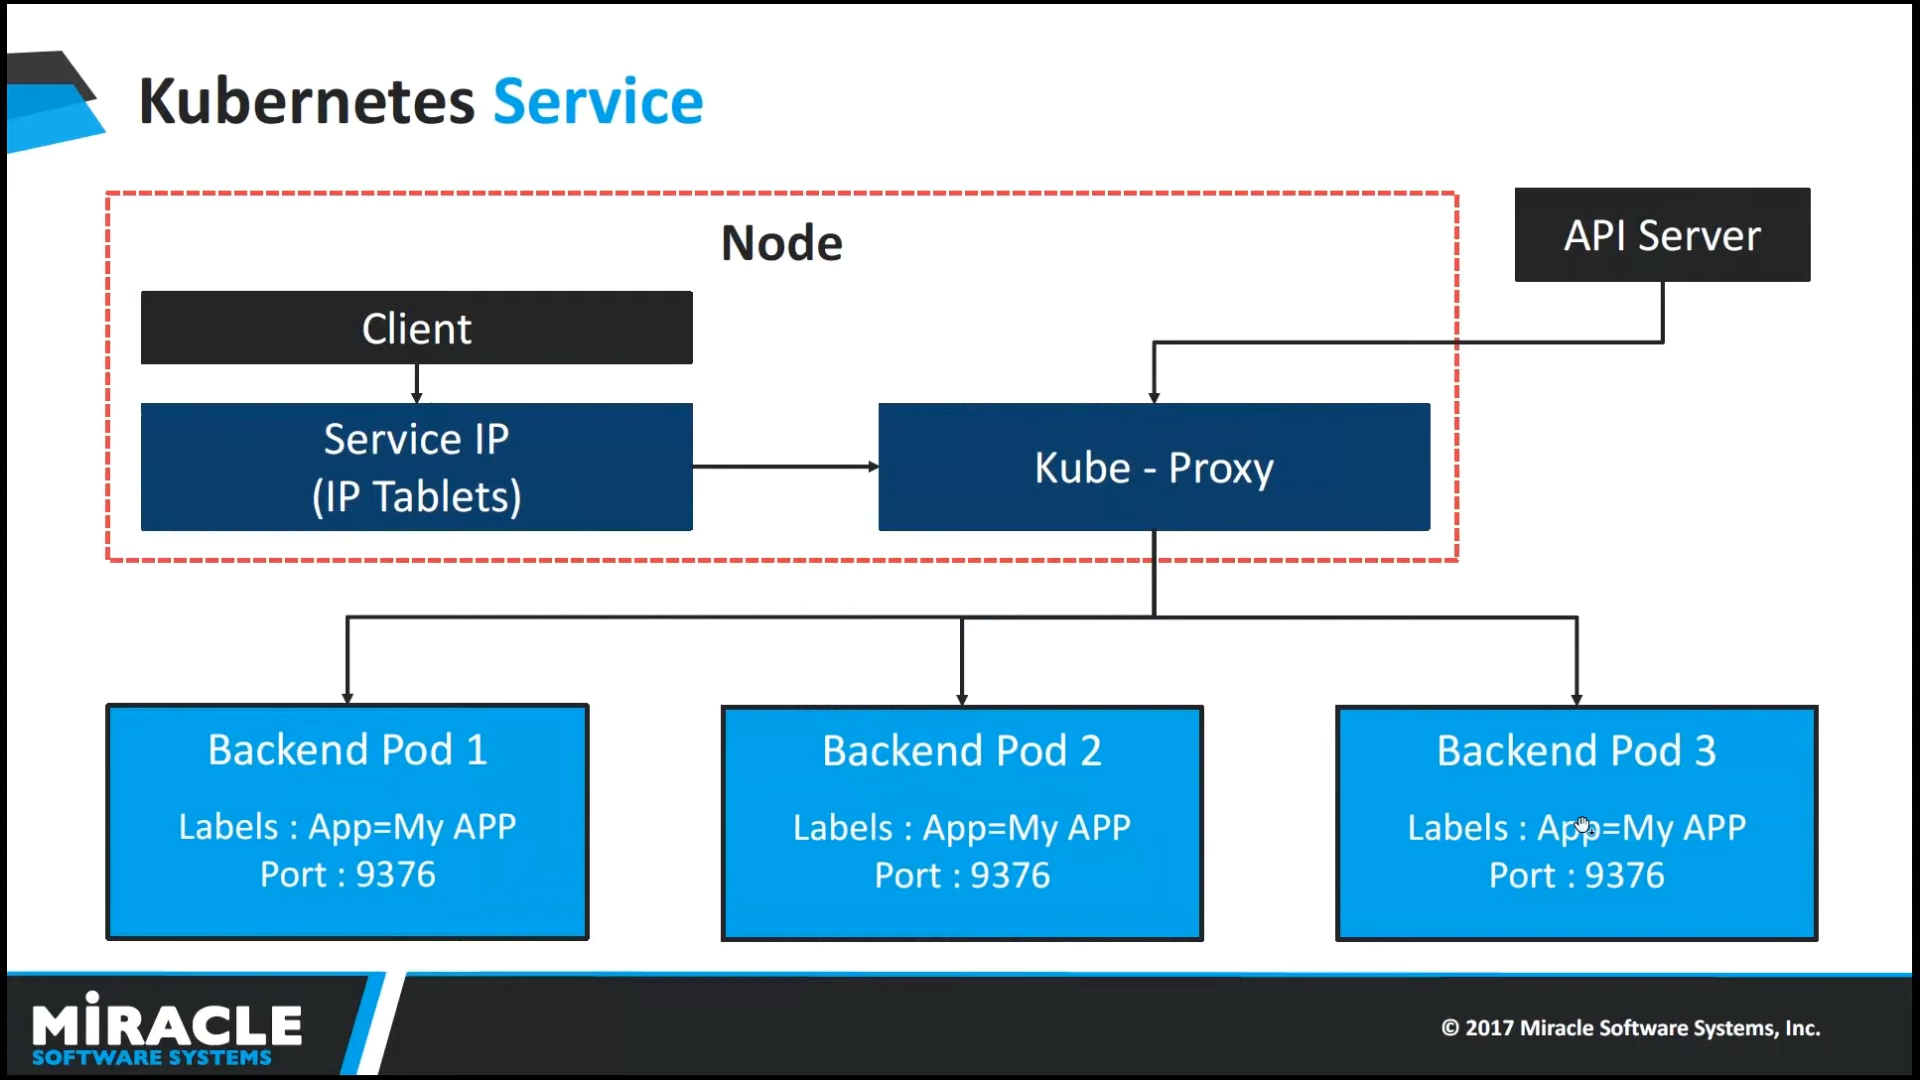 Kubernetes Service
Node
API Server
Client
Service IP
(IP Tablets)
Kube - Proxy
Backend Pod 1
Labels : App=My APP
Port : 9376
Backend Pod 2
Labels : App=My APP
Port : 9376
Backend Pod 3
Labels : App=My APP
Port : 9376
MiRACLE
SOFTWARE SYSTEMS
© 2017 Miracle Software Systems, Inc.